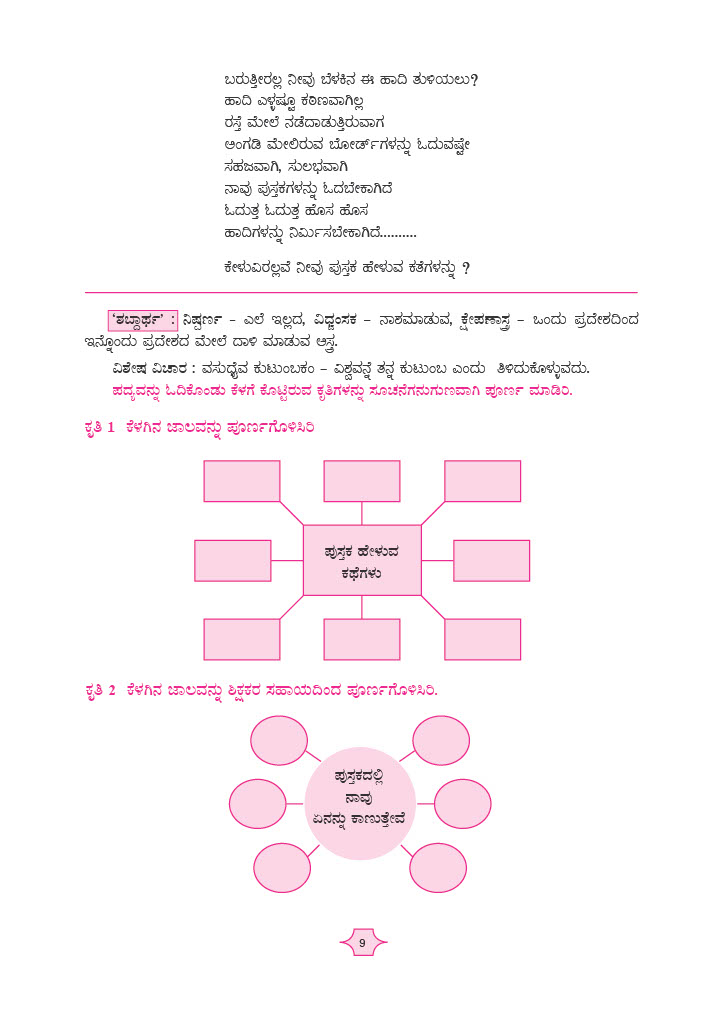 ಬರುತ್ತೀರಲ್ಲ ನೀವು ಬೆಳಕಿನ ಈ ಹಾದಿ ತುಳಿಯಲು?
ಹಾದಿ ಎಳ್ಳಷ್ಟೂ ಕಠಿಣವಾಗಿಲ್ಲ
ರಸ್ತೆ ಮೇಲೆ ನಡೆದಾಡುತ್ತಿರುವಾಗ
ಅಂಗಡಿ ಮೇಲಿರುವ ಬೋರ್ಡ್‌ಗಳನ್ನು ಓದುವಷ್ಟೇ
ಸಹಜವಾಗಿ, ಸುಲಭವಾಗಿ
ನಾವು ಪುಸ್ತಕಗಳನ್ನು ಓದಬೇಕಾಗಿದೆ
ಓದುತ್ತ ಓದುತ್ತ ಹೊಸ ಹೊಸ
ಹಾದಿಗಳನ್ನು ನಿರ್ಮಿಸಬೇಕಾಗಿದೆ..........
ಕೇಳುವಿರಲ್ಲವೆ ನೀವು ಪುಸ್ತಕ ಹೇಳುವ ಕತೆಗಳನ್ನು ?
‘ಶಬ್ದಾರ್ಥ’ : ನಿಷ್ಪರ್ಣ – ಎಲೆ ಇಲ್ಲದ, ವಿಧ್ವಂಸಕ – ನಾಶಮಾಡುವ, ಕ್ಷೇಪಣಾಸ್ತ್ರ – ಒಂದು ಪ್ರದೇಶದಿಂದ
ಇನ್ನೊಂದು ಪ್ರದೇಶದ ಮೇಲೆ ದಾಳಿ ಮಾಡುವ ಅಸ್ತ್ರ.
ವಿಶೇಷ ವಿಚಾರ : ವಸುಧೈವ ಕುಟುಂಬಕಂ – ವಿಶ್ವವನ್ನೆ ತನ್ನ ಕುಟುಂಬ ಎಂದು ತಿಳಿದುಕೊಳ್ಳುವದು.
ಪದ್ಯವನ್ನು ಓದಿಕೊಂಡು ಕೆಳಗೆ ಕೊಟ್ಟಿರುವ ಕೃತಿಗಳನ್ನು ಸೂಚನೆಗನುಗುಣವಾಗಿ ಪೂರ್ಣ ಮಾಡಿರಿ.
ಕೃತಿ 1 ಕೆಳಗಿನ ಜಾಲವನ್ನು ಪೂರ್ಣಗೊಳಿಸಿರಿ
ಪುಸ್ತಕ ಹೇಳುವ
ಕಥೆಗಳು
ಕೃತಿ 2 ಕೆಳಗಿನ ಜಾಲವನ್ನು ಶಿಕ್ಷಕರ ಸಹಾಯದಿಂದ ಪೂರ್ಣಗೊಳಿಸಿರಿ.
ಪುಸ್ತಕದಲ್ಲಿ
ನಾವು
ಏನನ್ನು ಕಾಣುತ್ತೇವೆ
9